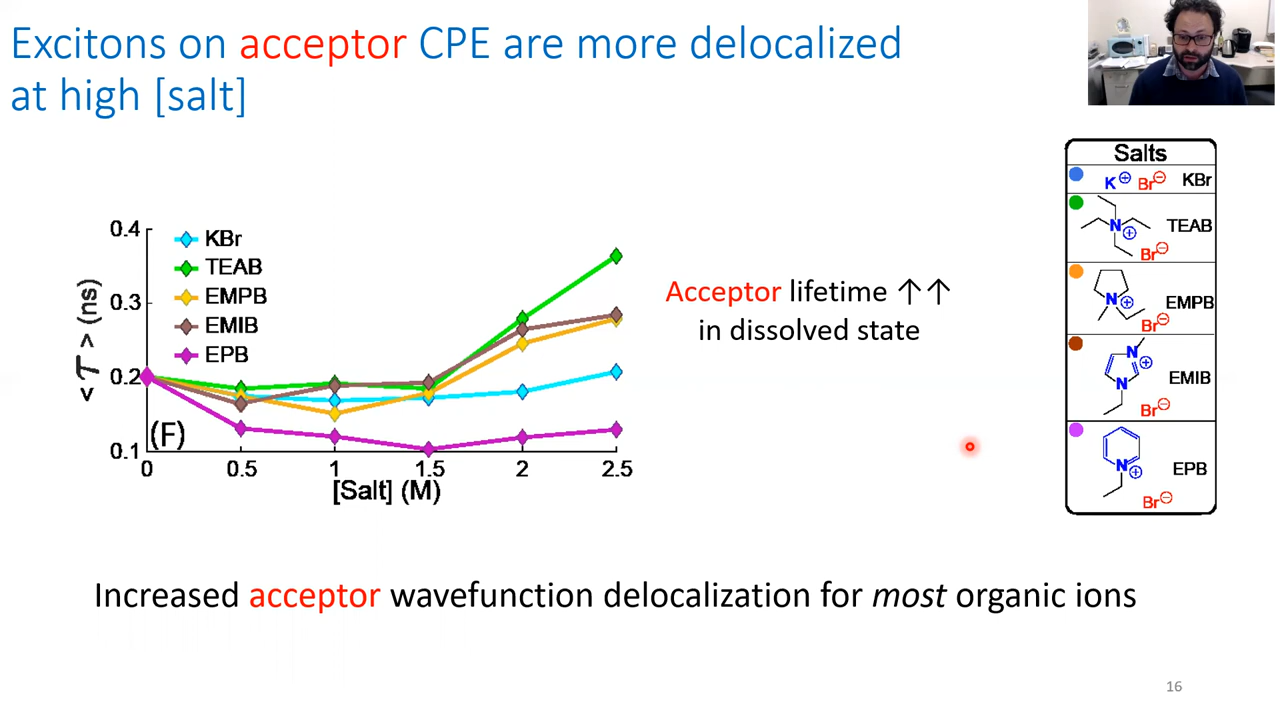 Excitons on acceptor CPE are more delocalized
at high [salt]
0.4
0.3
0.2
0.1
< τ > (ns)
KBr
TEAB
EMPB
EMIB
EPB
(F)
0 0.5 1 1.5 2 2.5
[Salt] (M)
Acceptor lifetime ↑↑
in dissolved state
Salts
K⊕ Br⊖ KBr
N⊕ Br⊖ TEAB
N⊕ Br⊖ EMPB
N N⊕ Br⊖ EMIB
N⊕ Br⊖ EPB
Increased acceptor wavefunction delocalization for most organic ions
16